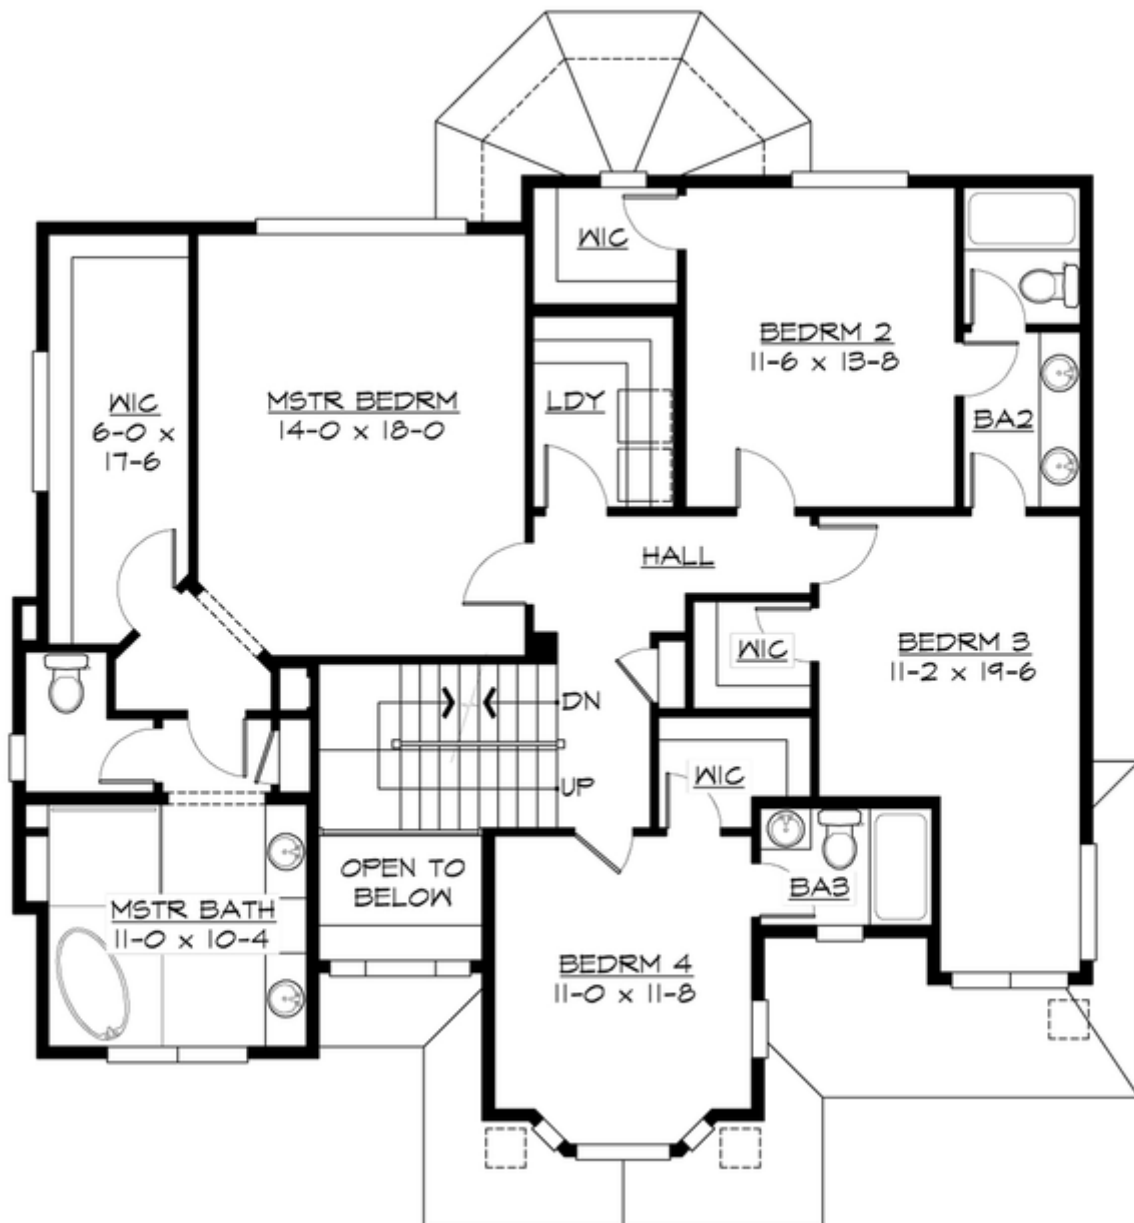 WIC
BEDRM 2
11-6 x 13-8
WIC
6-0 x
17-6
MSTR BEDRM
14-0 x 18-0
LDY
BA2
HALL
WIC
BEDRM 3
11-2 x 19-6
DN
UP
WIC
OPEN TO
BELOW
BA3
MSTR BATH
11-0 x 10-4
BEDRM 4
11-0 x 11-8